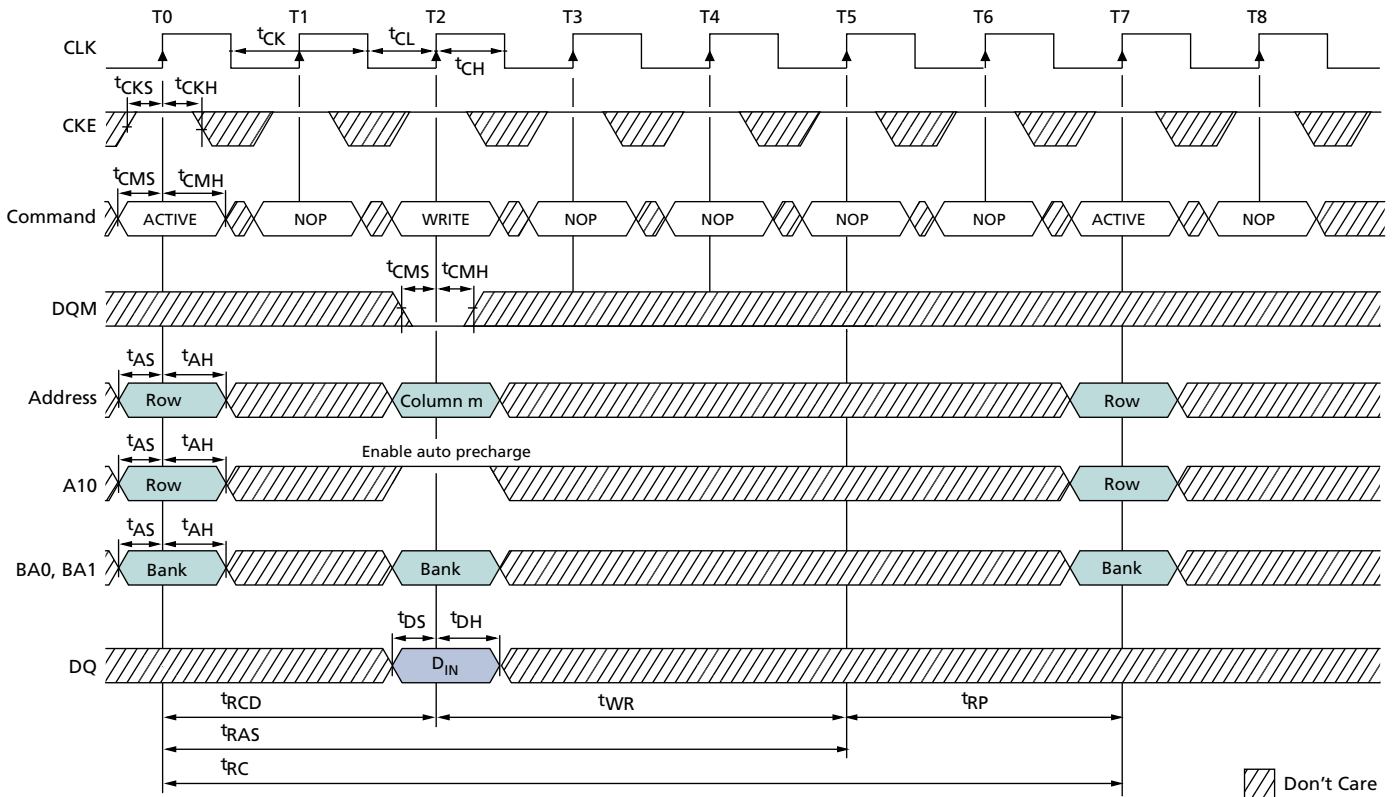 T0 T1 T2 T3 T4 T5 T6 T7 T8
CLK
tCK tCL tCH
tCKS tCKH
CKE
tCMS tCMH
Command ACTIVE NOP WRITE NOP NOP NOP NOP ACTIVE NOP
tCMS tCMH
DQM
tAS tAH
Address Row Column m Row
tAS tAH Enable auto precharge
A10 Row Row
tAS tAH
BA0, BA1 Bank Bank Bank
tDS tDH
DQ DIN
tRCD tWR tRP
tRAS
tRC
Don't Care